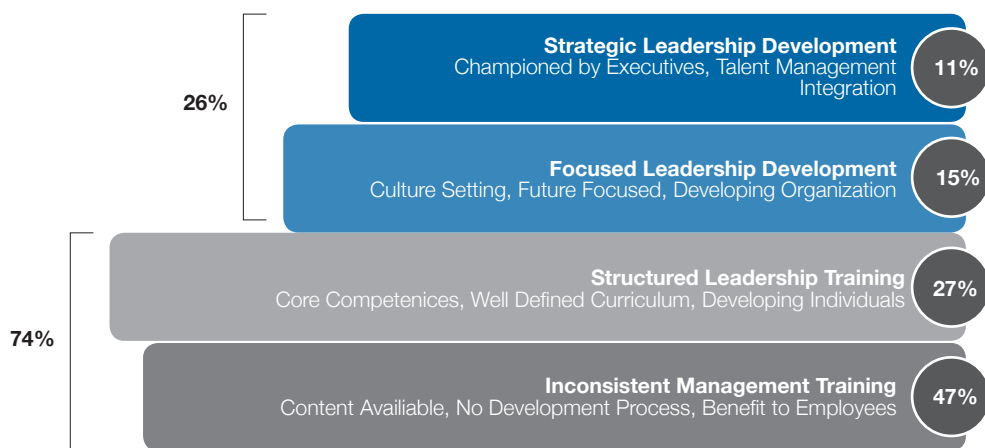 Strategic Leadership Development
Championed by Executives, Talent Management
Integration
11%
26%
Focused Leadership Development
Culture Setting, Future Focused, Developing Organization
15%
Structured Leadership Training
Core Competenices, Well Defined Curriculum, Developing Individuals
27%
74%
Inconsistent Management Training
Content Availiable, No Development Process, Benefit to Employees
47%